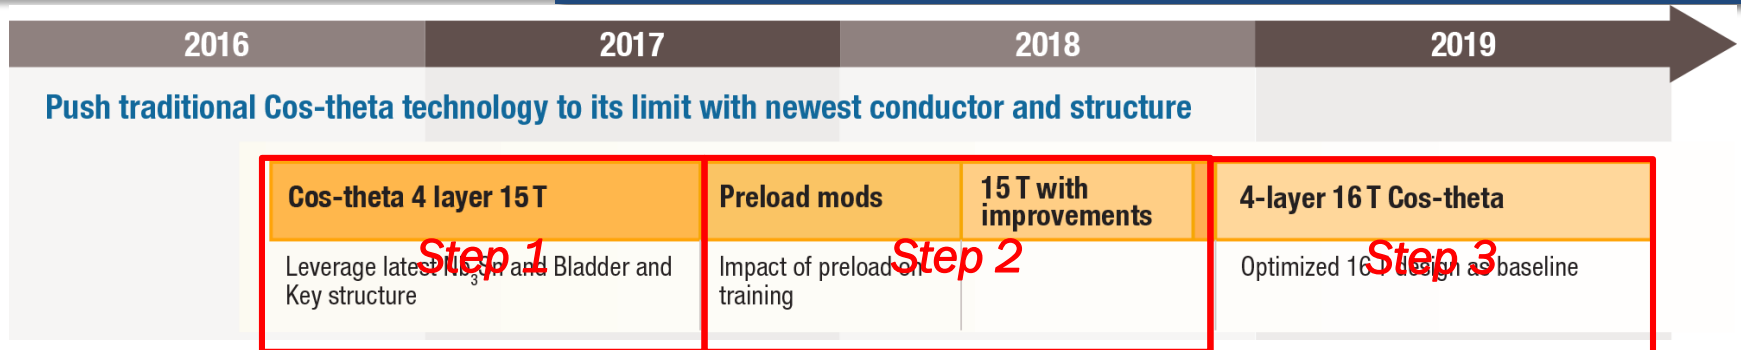 2016 2017 2018 2019
Push traditional Cos-theta technology to its limit with newest conductor and structure
Cos-theta 4 layer 15 T
Step 1
Leverage latest Nb3Sn and Bladder and
Key structure
Preload mods
15 T with
improvements
Step 2
Impact of preload on
training
4-layer 16 T Cos-theta
Step 3
Optimized 16 T design as baseline